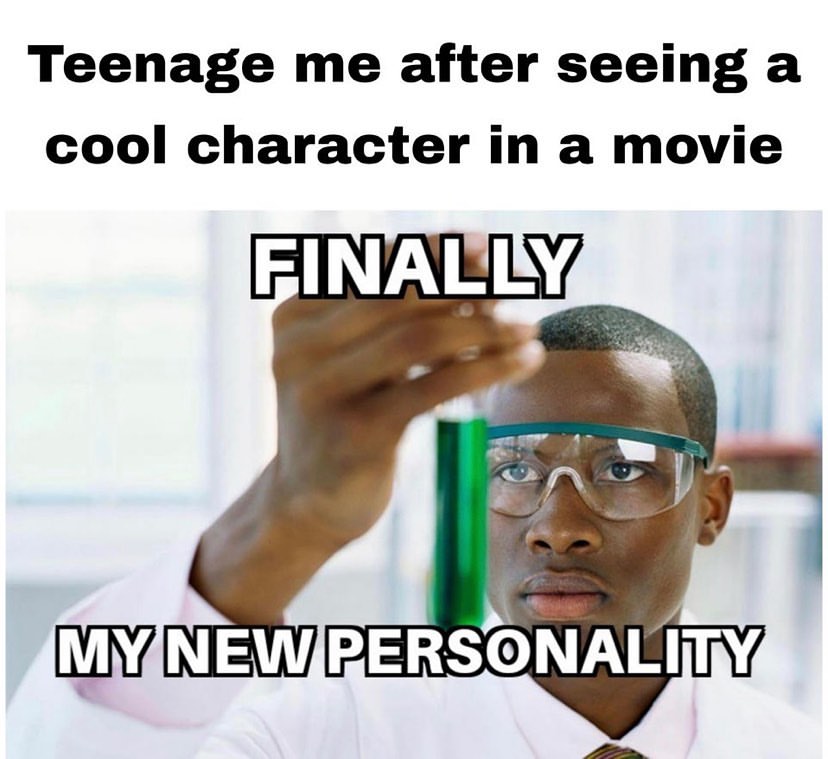 Teenage me after seeing a
cool character in a movie
FINALLY
MY NEW PERSONALITY